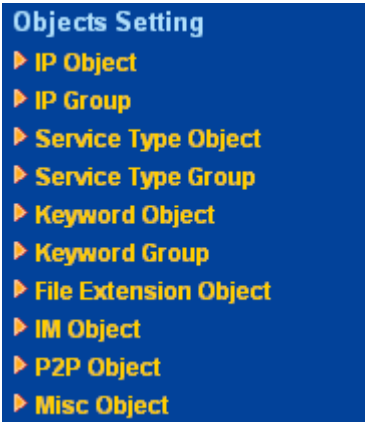 Objects Setting
IP Object
IP Group
Service Type Object
Service Type Group
Keyword Object
Keyword Group
File Extension Object
IM Object
P2P Object
Misc Object